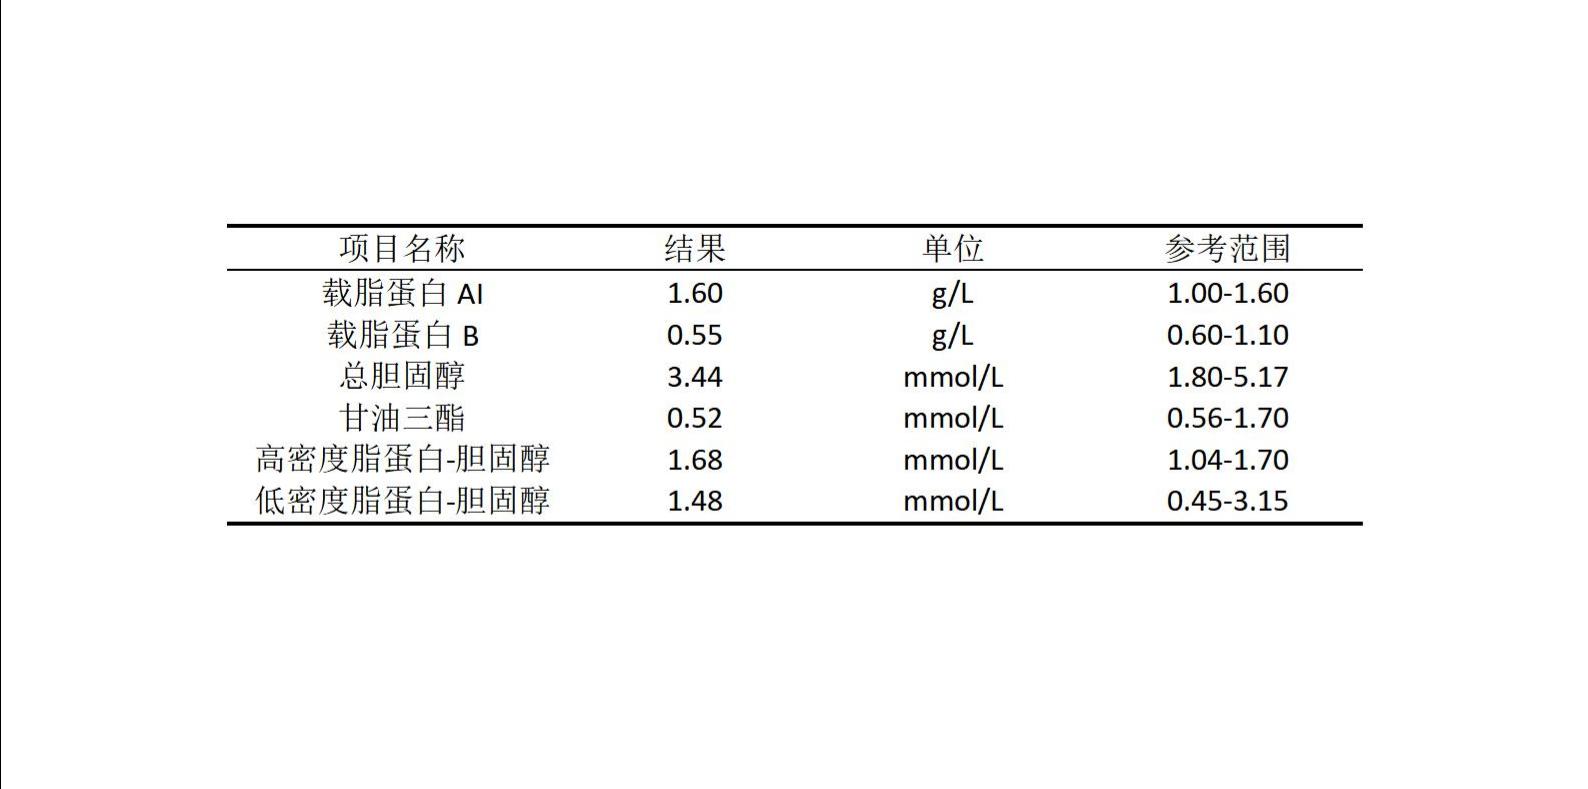 项目名称 结果 单位 参考范围
载脂蛋白 AI 1.60 g/L 1.00-1.60
载脂蛋白 B 0.55 g/L 0.60-1.10
总胆固醇 3.44 mmol/L 1.80-5.17
甘油三酯 0.52 mmol/L 0.56-1.70
高密度脂蛋白-胆固醇 1.68 mmol/L 1.04-1.70
低密度脂蛋白-胆固醇 1.48 mmol/L 0.45-3.15